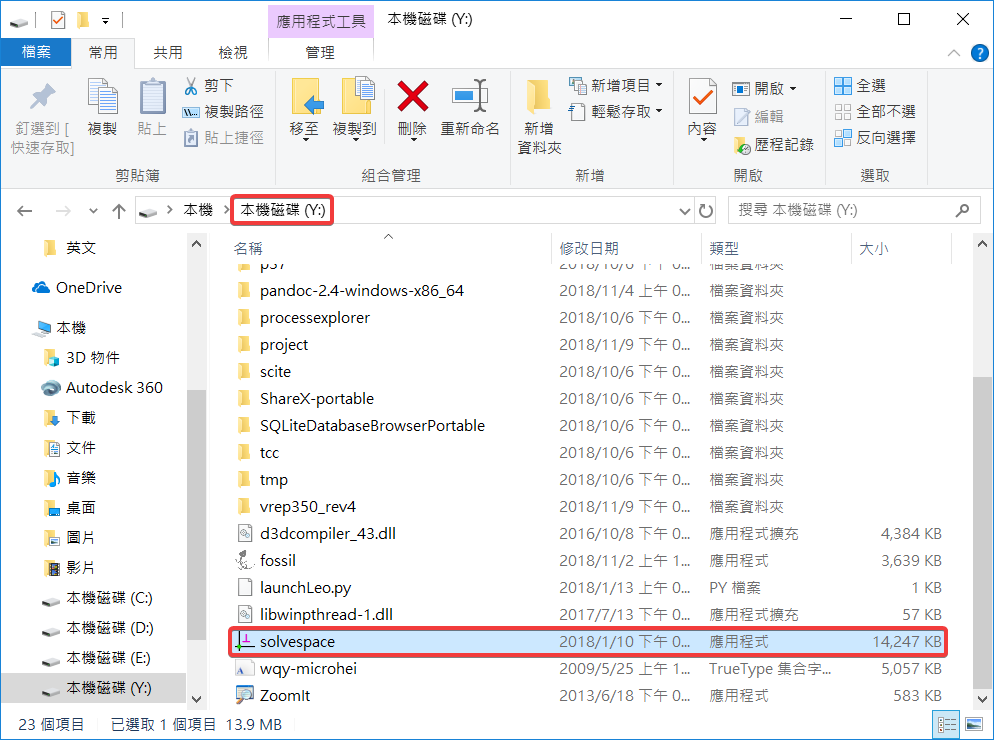 應用程式工具 本機磁碟 (Y:)
檔案 常用 共用 檢視 管理
釘選到 [快速存取]
複製
貼上
剪下
複製路徑
貼上捷徑
剪貼簿
移至
複製到
刪除
重新命名
組合管理
新增
資料夾
新增項目
輕鬆存取
新增
內容
開啟
編輯
歷程記錄
開啟
全選
全部不選
反向選擇
選取
本機 本機磁碟 (Y:)
搜尋 本機磁碟 (Y:)
英文
OneDrive
本機
3D 物件
Autodesk 360
下載
文件
音樂
桌面
圖片
影片
本機磁碟 (C:)
本機磁碟 (D:)
本機磁碟 (E:)
本機磁碟 (Y:)
名稱 修改日期 類型 大小
p37 2018/10/6 下午 0... 檔案資料夾
pandoc-2.4-windows-x86_64 2018/11/4 上午 0... 檔案資料夾
processexplorer 2018/10/6 下午 0... 檔案資料夾
project 2018/11/9 下午 0... 檔案資料夾
scite 2018/10/6 下午 0... 檔案資料夾
ShareX-portable 2018/10/6 下午 0... 檔案資料夾
SQLiteDatabaseBrowserPortable 2018/10/6 下午 0... 檔案資料夾
tcc 2018/10/6 下午 0... 檔案資料夾
tmp 2018/10/6 下午 0... 檔案資料夾
vrep350_rev4 2018/11/9 下午 0... 檔案資料夾
d3dcompiler_43.dll 2016/10/8 下午 0... 應用程式擴充 4,384 KB
fossil 2018/11/2 上午 1... 應用程式 3,639 KB
launchLeo.py 2018/1/13 上午 0... PY 檔案 1 KB
libwinpthread-1.dll 2017/7/13 下午 0... 應用程式擴充 57 KB
solvespace 2018/1/10 下午 0... 應用程式 14,247 KB
wqy-microhei 2009/5/25 上午 1... TrueType 集合字... 5,057 KB
ZoomIt 2013/6/18 下午 0... 應用程式 583 KB
23 個項目 已選取 1 個項目 13.9 MB